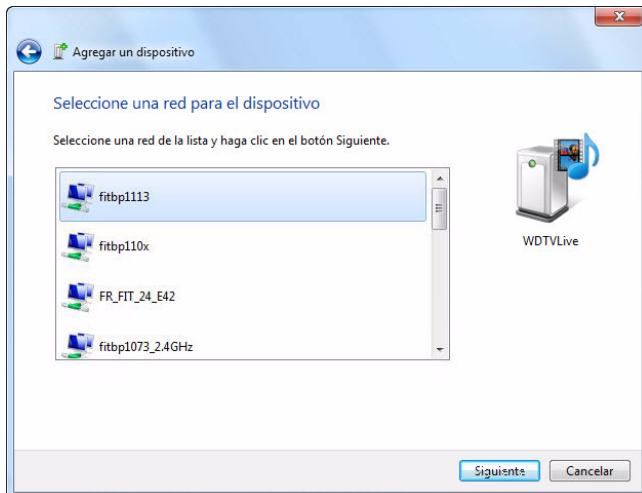 Agregar un dispositivo
Seleccione una red para el dispositivo
Seleccione una red de la lista y haga clic en el botón Siguiente.
fitbp1113
fitbp110x
FR_FIT_24_E42
fitbp1073_2.4GHz
WDTVLive
Siguiente
Cancelar